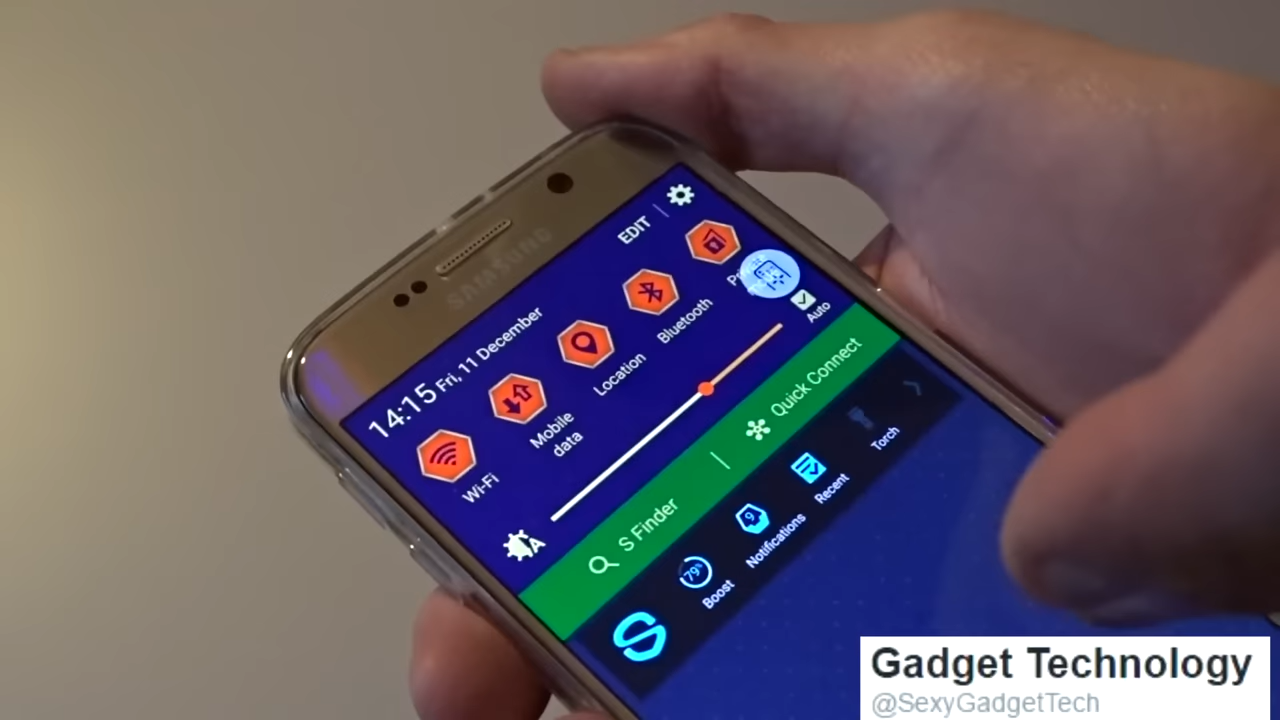 SAMSUNG
EDIT
14:15 Fri, 11 December
Wi-Fi
Mobile data
Location
Bluetooth
Auto
S Finder
Quick Connect
79%
Boost
9
Notifications
Recent
Torch
Gadget Technology
@SexyGadgetTech